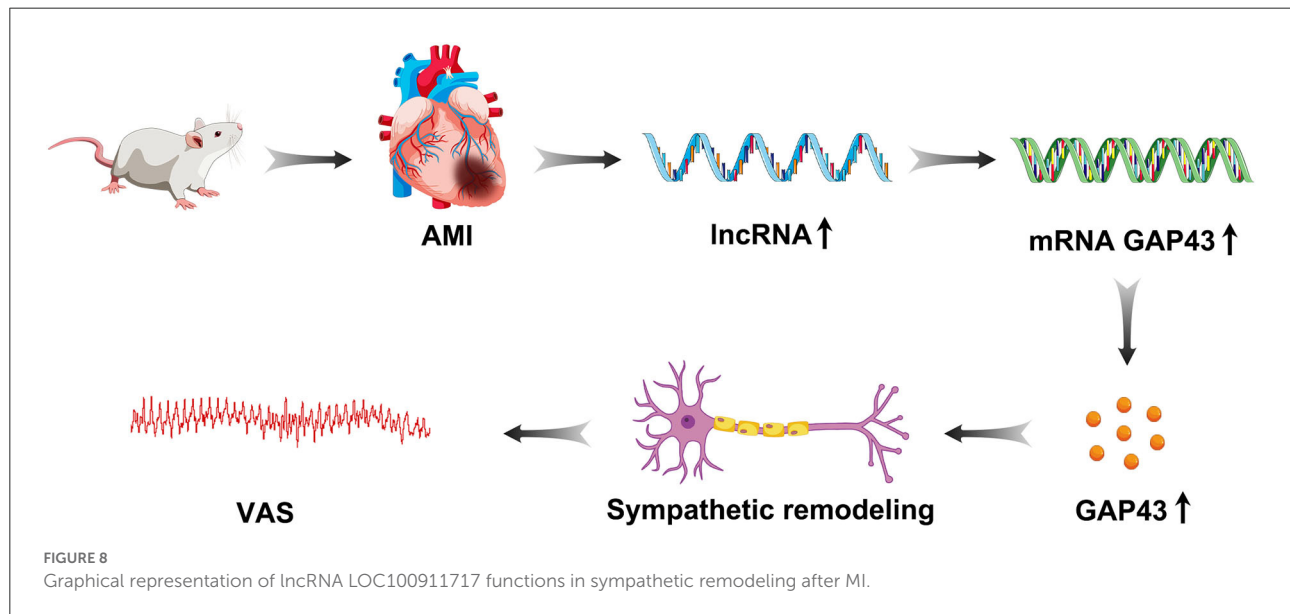 AMI
lncRNA ↑
mRNA GAP43 ↑
VAS
Sympathetic remodeling
GAP43 ↑
FIGURE 8
Graphical representation of lncRNA LOC100911717 functions in sympathetic remodeling after MI.